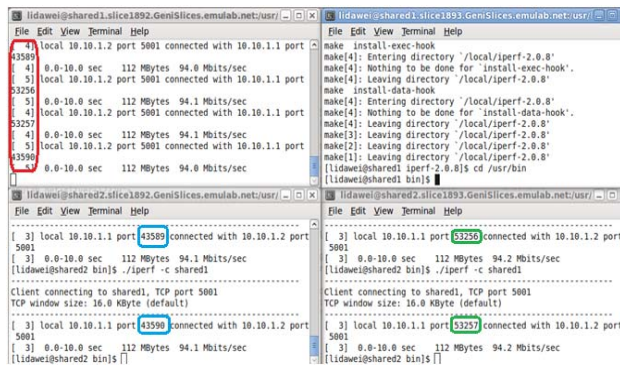 lidawei@shared1.slice1892.GeniSlices.emulab.net:/usr/
File Edit View Terminal Help
[ 4] local 10.10.1.2 port 5001 connected with 10.10.1.1 port
43589
[ 4] 0.0-10.0 sec 112 MBytes 94.0 Mbits/sec
[ 5] local 10.10.1.2 port 5001 connected with 10.10.1.1 port
53256
[ 5] 0.0-10.0 sec 112 MBytes 94.1 Mbits/sec
[ 4] local 10.10.1.2 port 5001 connected with 10.10.1.1 port
53257
[ 4] 0.0-10.0 sec 112 MBytes 94.1 Mbits/sec
[ 5] local 10.10.1.2 port 5001 connected with 10.10.1.1 port
43590
[ 5] 0.0-10.0 sec 112 MBytes 94.0 Mbits/sec
lidawei@shared1.slice1893.GeniSlices.emulab.net:/usr/
File Edit View Terminal Help
make install-exec-hook
make[4]: Entering directory `/local/iperf-2.0.8'
make[4]: Nothing to be done for `install-exec-hook'.
make[4]: Leaving directory `/local/iperf-2.0.8'
make install-data-hook
make[4]: Entering directory `/local/iperf-2.0.8'
make[4]: Nothing to be done for `install-data-hook'.
make[4]: Leaving directory `/local/iperf-2.0.8'
make[3]: Leaving directory `/local/iperf-2.0.8'
make[2]: Leaving directory `/local/iperf-2.0.8'
make[1]: Leaving directory `/local/iperf-2.0.8'
[lidawei@shared1 iperf-2.0.8]$ cd /usr/bin
[lidawei@shared1 bin]$
lidawei@shared2.slice1892.GeniSlices.emulab.net:/usr/
File Edit View Terminal Help
------------------------------------------------------------
[ 3] local 10.10.1.1 port 43589 connected with 10.10.1.2 port
5001
[ 3] 0.0-10.0 sec 112 MBytes 94.1 Mbits/sec
[lidawei@shared2 bin]$ ./iperf -c shared1
------------------------------------------------------------
Client connecting to shared1, TCP port 5001
TCP window size: 16.0 KByte (default)
------------------------------------------------------------
[ 3] local 10.10.1.1 port 43590 connected with 10.10.1.2 port
5001
[ 3] 0.0-10.0 sec 112 MBytes 94.1 Mbits/sec
[lidawei@shared2 bin]$
lidawei@shared2.slice1893.GeniSlices.emulab.net:/usr/
File Edit View Terminal Help
------------------------------------------------------------
[ 3] local 10.10.1.1 port 53256 connected with 10.10.1.2 port
5001
[ 3] 0.0-10.0 sec 112 MBytes 94.2 Mbits/sec
[lidawei@shared2 bin]$ ./iperf -c shared1
------------------------------------------------------------
Client connecting to shared1, TCP port 5001
TCP window size: 16.0 KByte (default)
------------------------------------------------------------
[ 3] local 10.10.1.1 port 53257 connected with 10.10.1.2 port
5001
[ 3] 0.0-10.0 sec 112 MBytes 94.2 Mbits/sec
[lidawei@shared2 bin]$